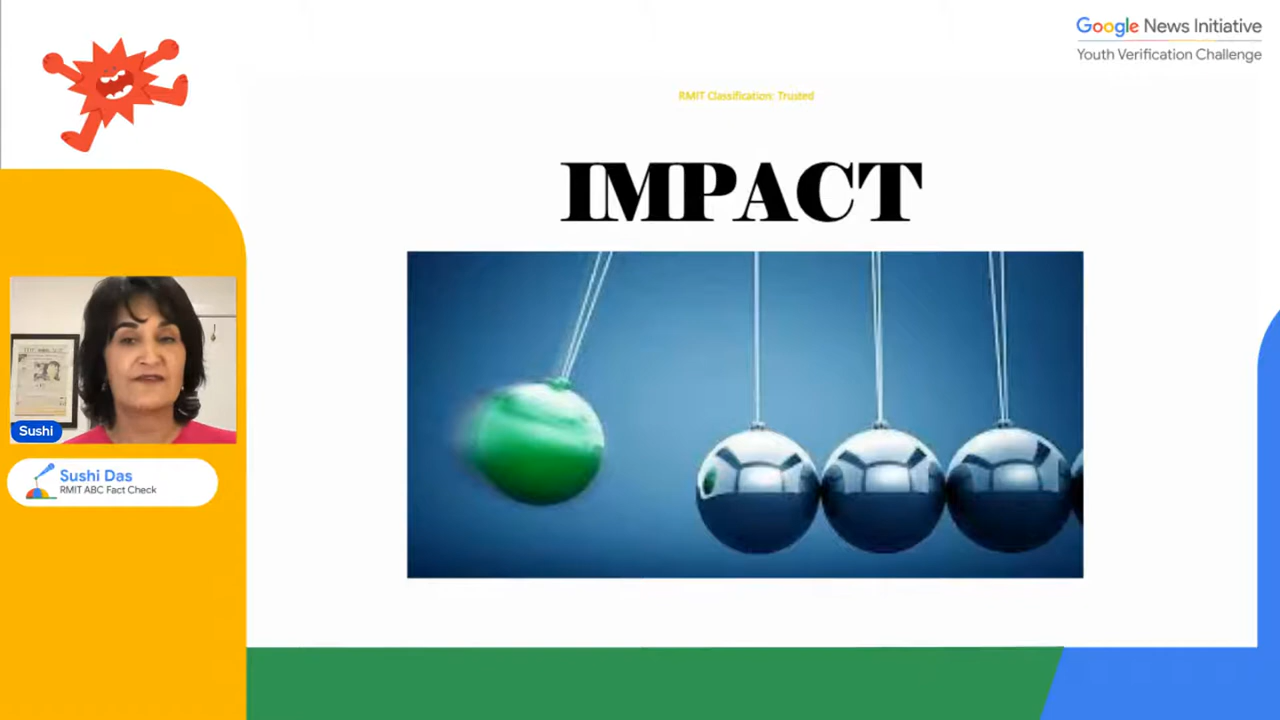 Google News Initiative
Youth Verification Challenge
RMIT Classification: Trusted
IMPACT
Sushi
Sushi Das
RMIT ABC Fact Check